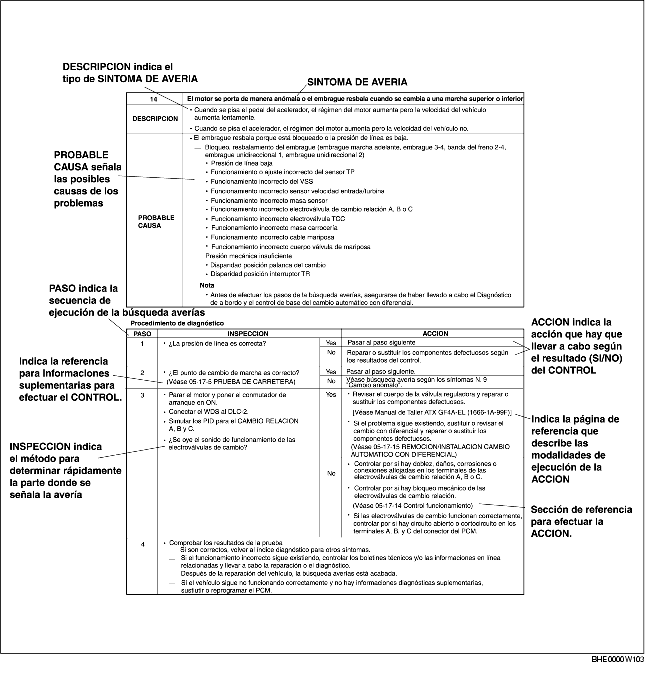 DESCRIPCION indica el
tipo de SINTOMA DE AVERIA
SINTOMA DE AVERIA
14
El motor se porta de manera anómala o el embrague resbala cuando se cambia a una marcha superior o inferior
DESCRIPCION
• Cuando se pisa el pedal del acelerador, el régimen del motor aumenta pero la velocidad del vehículo
aumenta lentamente.
• Cuando se pisa el acelerador, el régimen del motor aumenta pero la velocidad del vehículo no.
PROBABLE
CAUSA señala
las posibles
causas de los
problemas
PROBABLE
CAUSA
• El embrague resbala porque está bloqueado o la presión de línea es baja.
— Bloqueo, resbalamiento del embrague (embrague marcha adelante, embrague 3-4, banda del freno 2-4,
embrague unidireccional 1, embrague unidireccional 2)
• Presión de línea baja
• Funcionamiento o ajuste incorrecto del sensor TP
• Funcionamiento incorrecto del VSS
• Funcionamiento incorrecto sensor velocidad entrada/turbina
• Funcionamiento incorrecto masa sensor
• Funcionamiento incorrecto electroválvula de cambio relación A, B o C
• Funcionamiento incorrecto electroválvula TCC
• Funcionamiento incorrecto masa carrocería
• Funcionamiento incorrecto cable mariposa
• Funcionamiento incorrecto cuerpo válvula de mariposa
Presión mecánica insuficiente
• Disparidad posición palanca del cambio
• Disparidad posición interruptor TR
Nota
• Antes de efectuar los pasos de la búsqueda averías, asegurarse de haber llevado a cabo el Diagnóstico
de a bordo y el control de base del cambio automático con diferencial.
PASO indica la
secuencia de
ejecución de la búsqueda averías
Procedimiento de diagnóstico
PASO
INSPECCION
ACCION
1
• ¿La presión de línea es correcta?
Yes
Pasar al paso siguiente
No
Reparar o sustituir los componentes defectuosos según
los resultados del control.
2
• ¿El punto de cambio de marcha es correcto?
(Véase 05-17-6 PRUEBA DE CARRETERA)
Yes
Pasar al paso siguiente.
No
Véase búsqueda avería según los síntomas N. 9
"Cambio anómalo".
3
• Parar el motor y poner el conmutador de
arranque en ON.
• Conectar el WDS al DLC-2.
• Simular los PID para el CAMBIO RELACION
A, B y C.
• ¿Se oye el sonido de funcionamiento de las
electroválvulas de cambio?
Yes
• Revisar el cuerpo de la válvula reguladora y reparar o
sustituir los componentes defectuosos.
[Véase Manual de Taller ATX GF4A-EL (1666-1A-99F)]
• Si el problema sigue existiendo, sustituir o revisar el
cambio con diferencial y reparar o sustituir los
componentes defectuosos.
(Véase 05-17-15 REMOCION/INSTALACION CAMBIO
AUTOMATICO CON DIFERENCIAL)
No
• Controlar por si hay doblez, daños, corrosiones o
conexiones aflojadas en los terminales de las
electroválvulas de cambio relación A, B o C.
• Controlar por si hay bloqueo mecánico de las
electroválvulas de cambio relación.
(Véase 05-17-14 Control funcionamiento)
• Si las electroválvulas de cambio funcionan correctamente,
controlar por si hay circuito abierto o cortocircuito en los
terminales A, B, y C del conector del PCM.
4
• Comprobar los resultados de la prueba
Si son correctos, volver al índice diagnóstico para otros síntomas.
— Si el funcionamiento incorrecto sigue existiendo, controlar los boletines técnicos y/o las informaciones en línea
relacionadas y llevar a cabo la reparación o el diagnóstico.
Después de la reparación del vehículo, la búsqueda averías está acabada.
— Si el vehículo sigue no funcionando correctamente y no hay informaciones diagnósticas suplementarias,
sustiutir o reprogramar el PCM.
Indica la referencia
para Informaciones
suplementarias para
efectuar el CONTROL.
INSPECCION indica
el método para
determinar rápidamente
la parte donde se
señala la avería
ACCION indica la
acción que hay que
llevar a cabo según
el resultado (SI/NO)
del CONTROL
Indica la página de
referencia que
describe las
modalidades de
ejecución de la
ACCION
Sección de referencia
para efectuar la
ACCION.
BHE0000W103